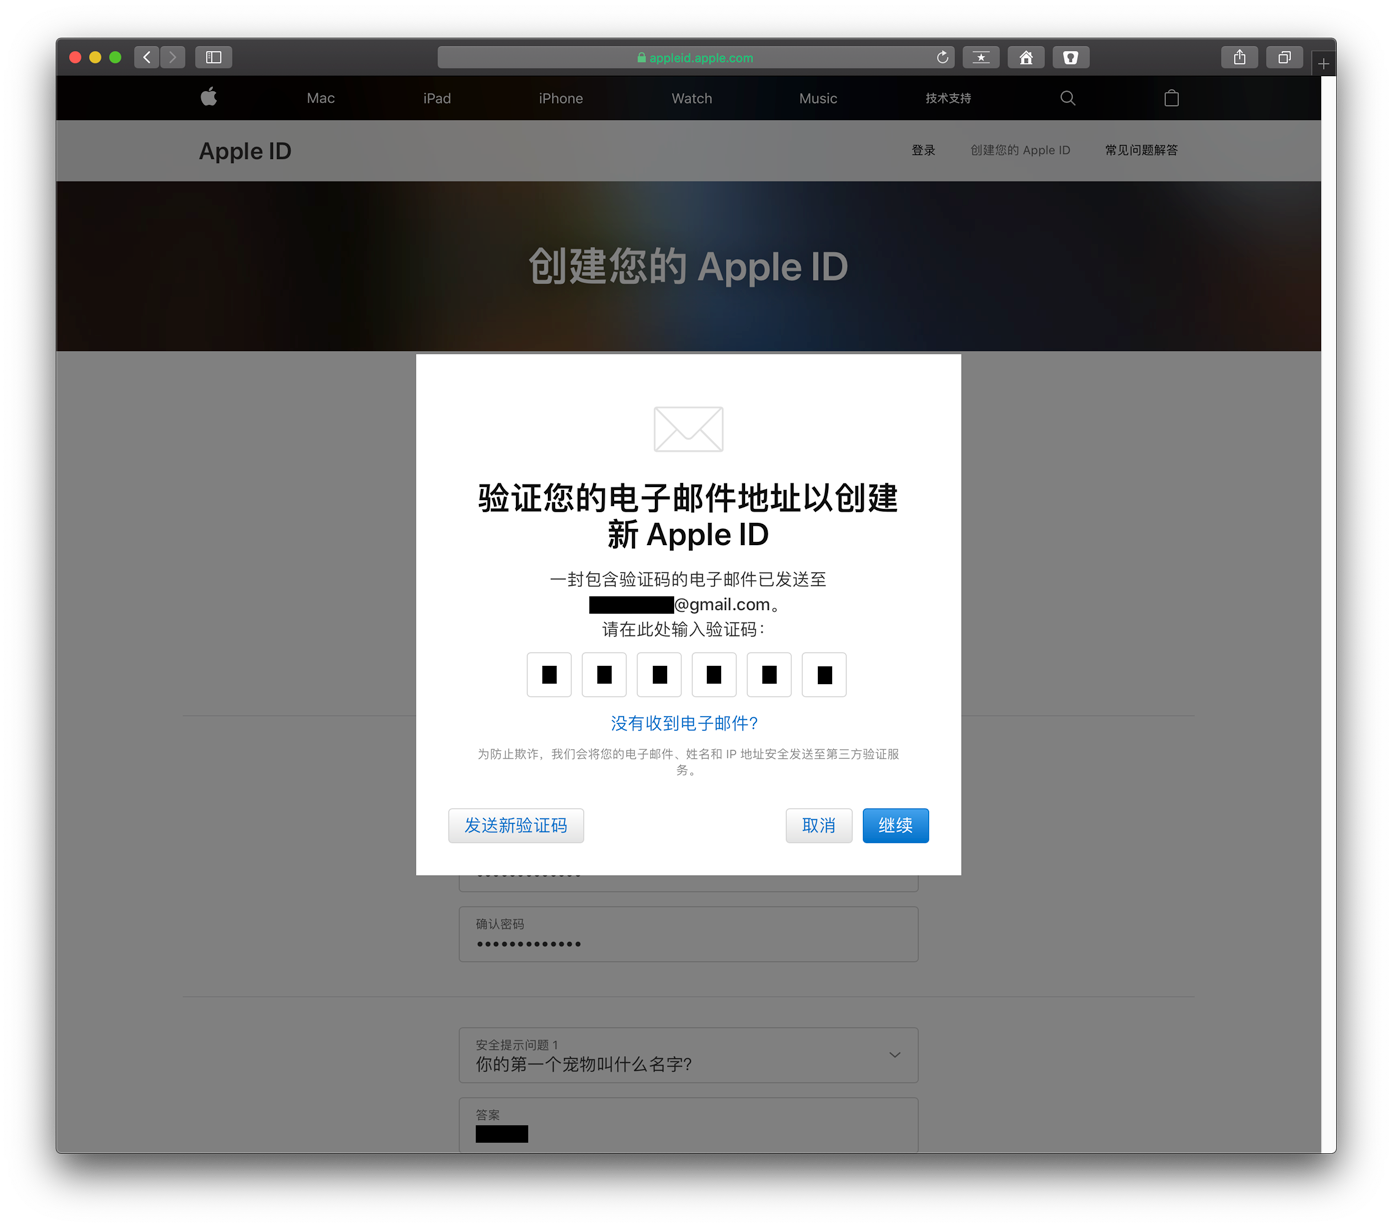 appleid.apple.com
Mac iPad iPhone Watch Music 技术支持
Apple ID
登录 创建您的 Apple ID 常见问题解答
创建您的 Apple ID
验证您的电子邮件地址以创建
新 Apple ID
一封包含验证码的电子邮件已发送至
@gmail.com。
请在此处输入验证码：
没有收到电子邮件？
为防止欺诈，我们会将您的电子邮件、姓名和 IP 地址安全发送至第三方验证服
务。
发送新验证码 取消 继续
确认密码
•••••••••••••
安全提示问题 1
你的第一个宠物叫什么名字？
答案